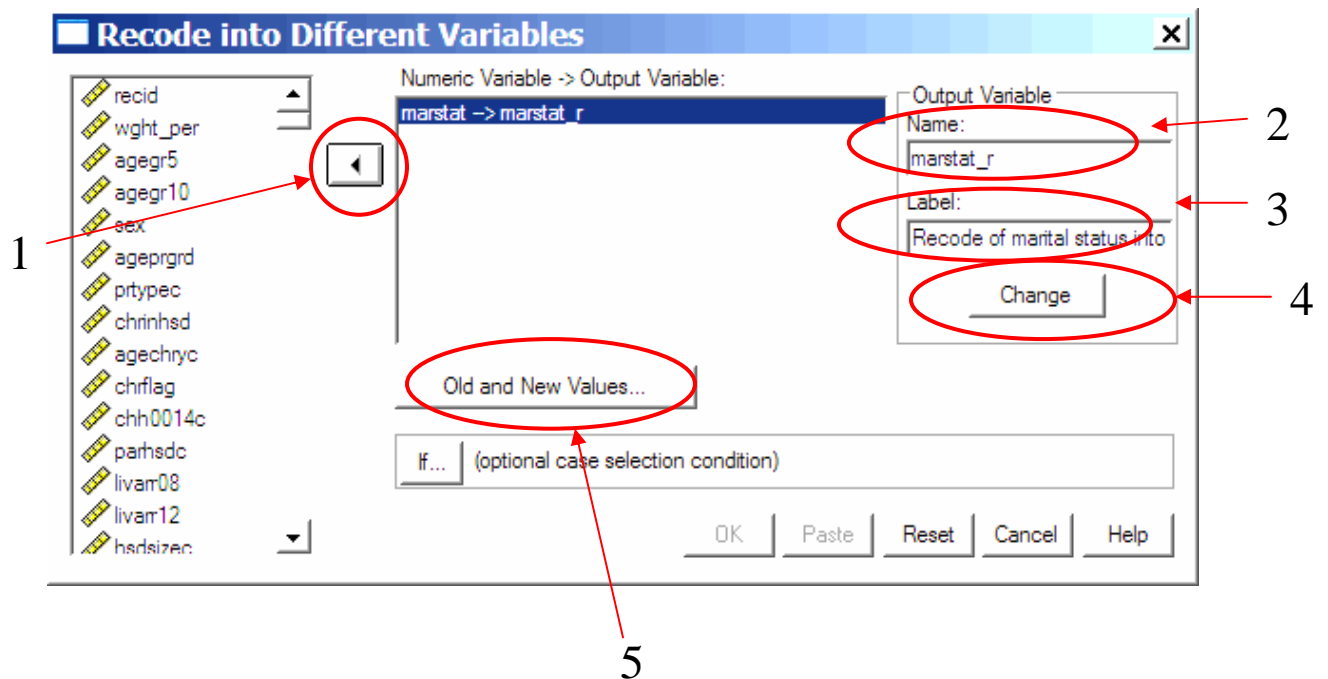 Recode into Different Variables
recid
wght_per
agegr5
agegr10
sex
ageprgrd
prtypec
chrinhsd
agechryc
chrflag
chh0014c
parhsdc
livarr08
livarr12
hsdsizec
Numeric Variable -> Output Variable:
marstat --> marstat_r
Output Variable
Name:
marstat_r
Label:
Recode of marital status into
Change
Old and New Values...
If... (optional case selection condition)
OK Paste Reset Cancel Help
1
2
3
4
5